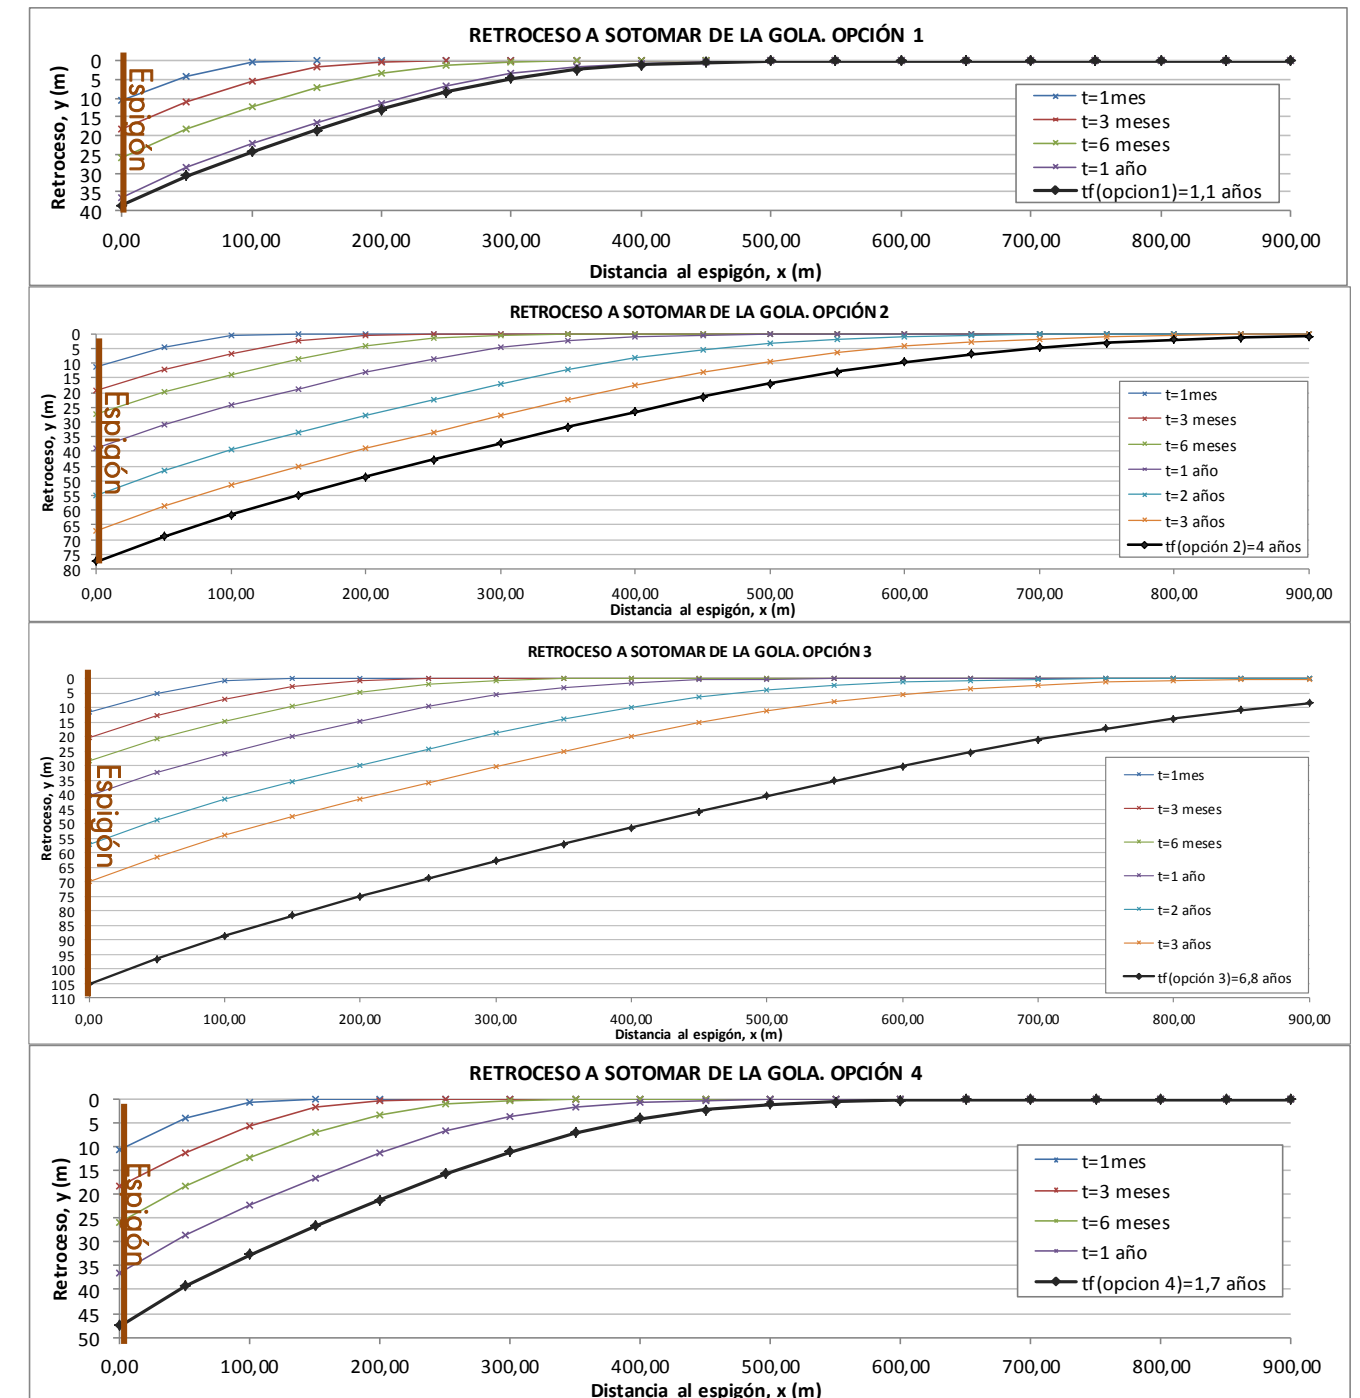 RETROCESO A SOTOMAR DE LA GOLA. OPCIÓN 1
Retroceso, y (m)
0
5
10
15
20
25
30
35
40
Espigón
t=1mes
t=3 meses
t=6 meses
t=1 año
tf(opcion1)=1,1 años
0,00 100,00 200,00 300,00 400,00 500,00 600,00 700,00 800,00 900,00
Distancia al espigón, x (m)
RETROCESO A SOTOMAR DE LA GOLA. OPCIÓN 2
Retroceso, y (m)
0
5
10
15
20
25
30
35
40
45
50
55
60
65
70
75
80
Espigón
t=1mes
t=3 meses
t=6 meses
t=1 año
t=2 años
t=3 años
tf(opción 2)=4 años
0,00 100,00 200,00 300,00 400,00 500,00 600,00 700,00 800,00 900,00
Distancia al espigón, x (m)
RETROCESO A SOTOMAR DE LA GOLA. OPCIÓN 3
Retroceso, y (m)
0
5
10
15
20
25
30
35
40
45
50
55
60
65
70
75
80
85
90
95
100
105
110
Espigón
t=1mes
t=3 meses
t=6 meses
t=1 año
t=2 años
t=3 años
tf(opción 3)=6,8 años
0,00 100,00 200,00 300,00 400,00 500,00 600,00 700,00 800,00 900,00
Distancia al espigón, x (m)
RETROCESO A SOTOMAR DE LA GOLA. OPCIÓN 4
Retroceso, y (m)
0
5
10
15
20
25
30
35
40
45
50
Espigón
t=1mes
t=3 meses
t=6 meses
t=1 año
tf(opcion 4)=1,7 años
0,00 100,00 200,00 300,00 400,00 500,00 600,00 700,00 800,00 900,00
Distancia al espigón, x (m)